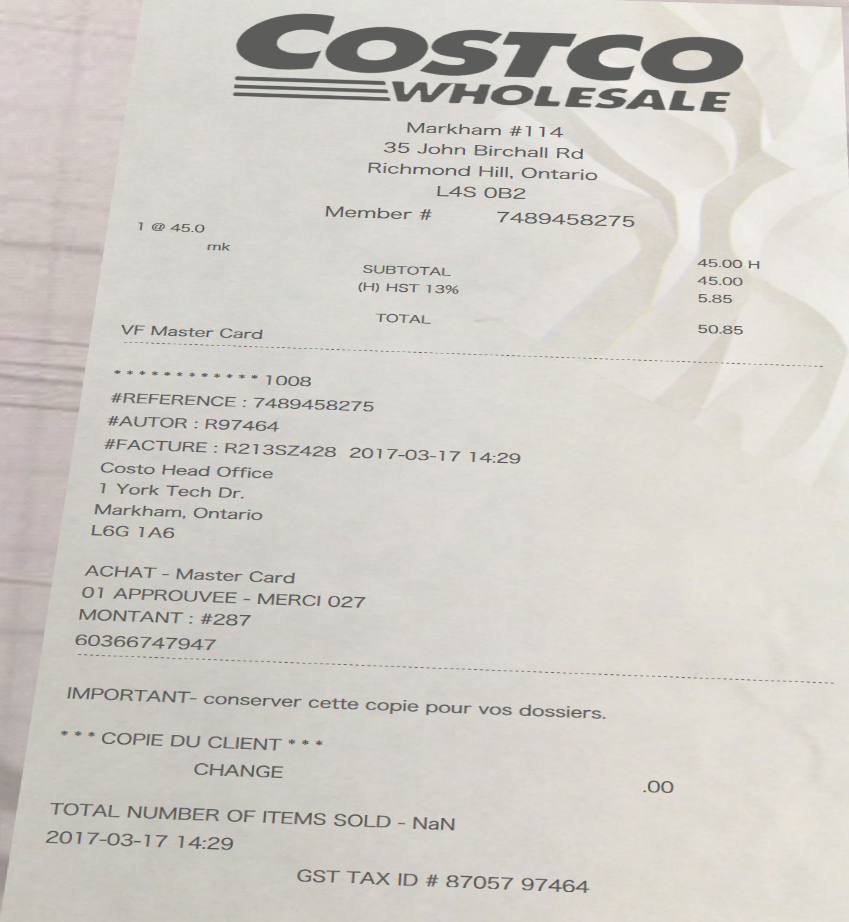 COSTCO
WHOLESALE
Markham #114
35 John Birchall Rd
Richmond Hill, Ontario
L4S 0B2
Member # 7489458275
1 @ 45.0
mk 45.00 H
SUBTOTAL 45.00
(H) HST 13% 5.85
TOTAL 50.85
VF Master Card
* * * * * * * * * * * * 1008
#REFERENCE : 7489458275
#AUTOR : R97464
#FACTURE : R213SZ428 2017-03-17 14:29
Costo Head Office
1 York Tech Dr.
Markham, Ontario
L6G 1A6
ACHAT - Master Card
01 APPROUVEE - MERCI 027
MONTANT : #287
60366747947
IMPORTANT- conserver cette copie pour vos dossiers.
* * * COPIE DU CLIENT * * *
CHANGE .00
TOTAL NUMBER OF ITEMS SOLD - NaN
2017-03-17 14:29
GST TAX ID # 87057 97464